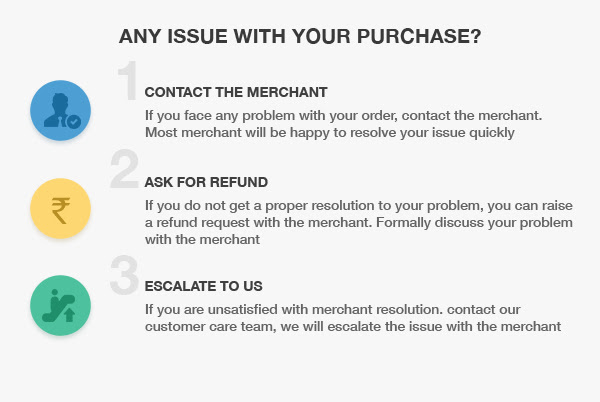 ANY ISSUE WITH YOUR PURCHASE?
1
CONTACT THE MERCHANT
If you face any problem with your order, contact the merchant.
Most merchant will be happy to resolve your issue quickly
2
ASK FOR REFUND
₹
If you do not get a proper resolution to your problem, you can raise
a refund request with the merchant. Formally discuss your problem
with the merchant
3
ESCALATE TO US
If you are unsatisfied with merchant resolution. contact our
customer care team, we will escalate the issue with the merchant